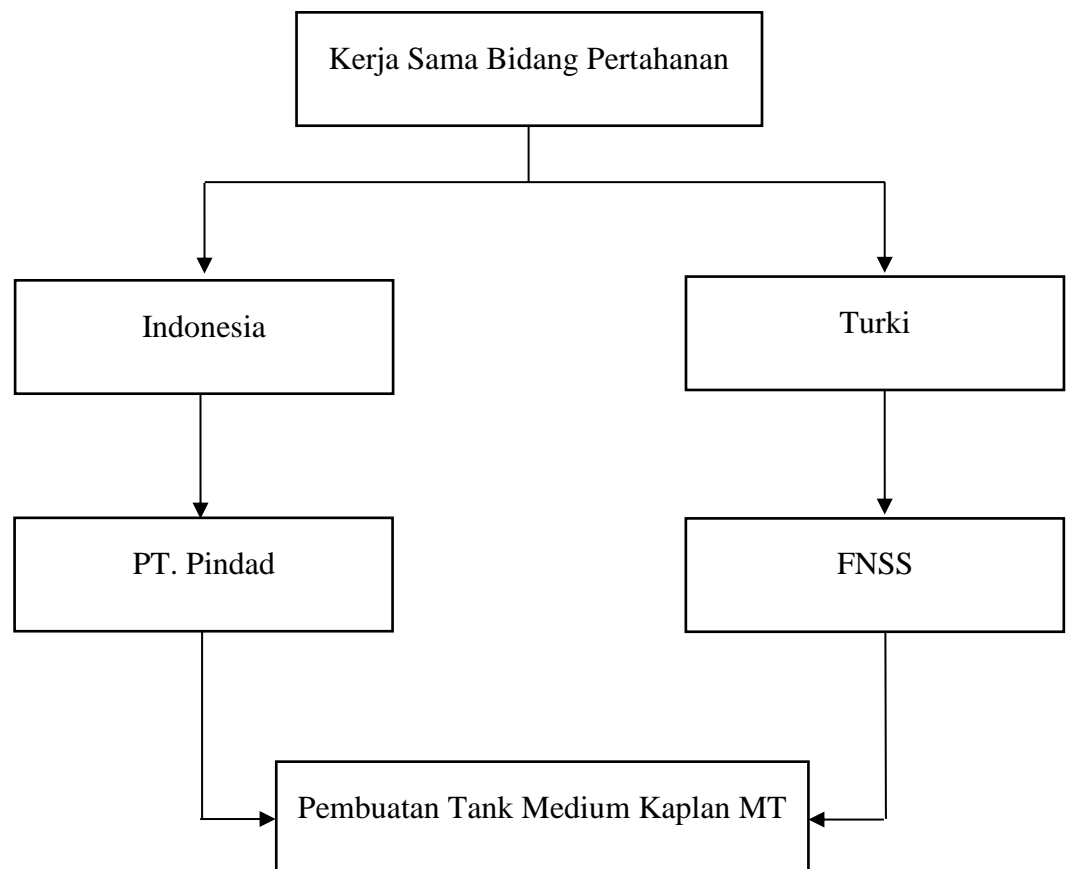 Kerja Sama Bidang Pertahanan
Indonesia
Turki
PT. Pindad
FNSS
Pembuatan Tank Medium Kaplan MT